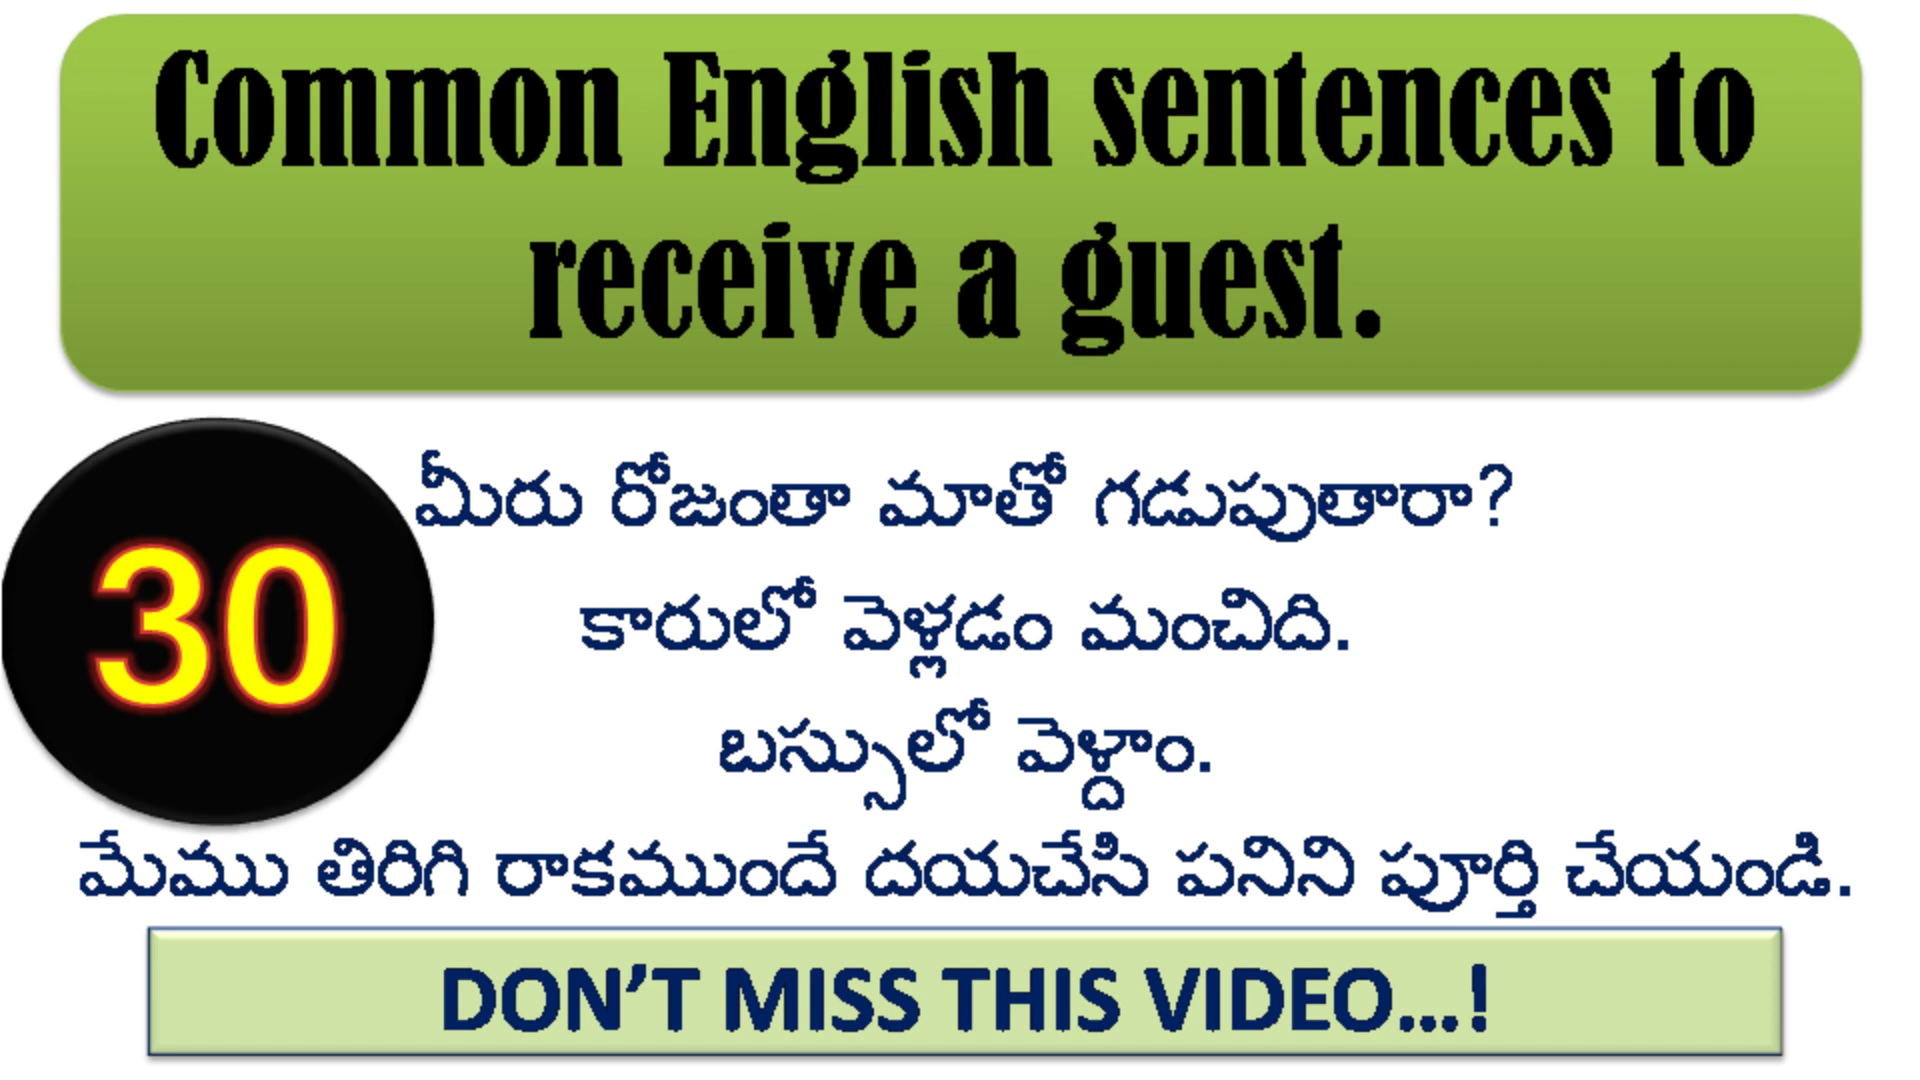 Common English sentences to
receive a guest.
30
మీరు రోజంతా మాతో గడుపుతారా?
కారులో వెళ్లడం మంచిది.
బస్సులో వెళ్దాం.
మేము తిరిగి రాకముందే దయచేసి పనిని పూర్తి చేయండి.
DON’T MISS THIS VIDEO...!